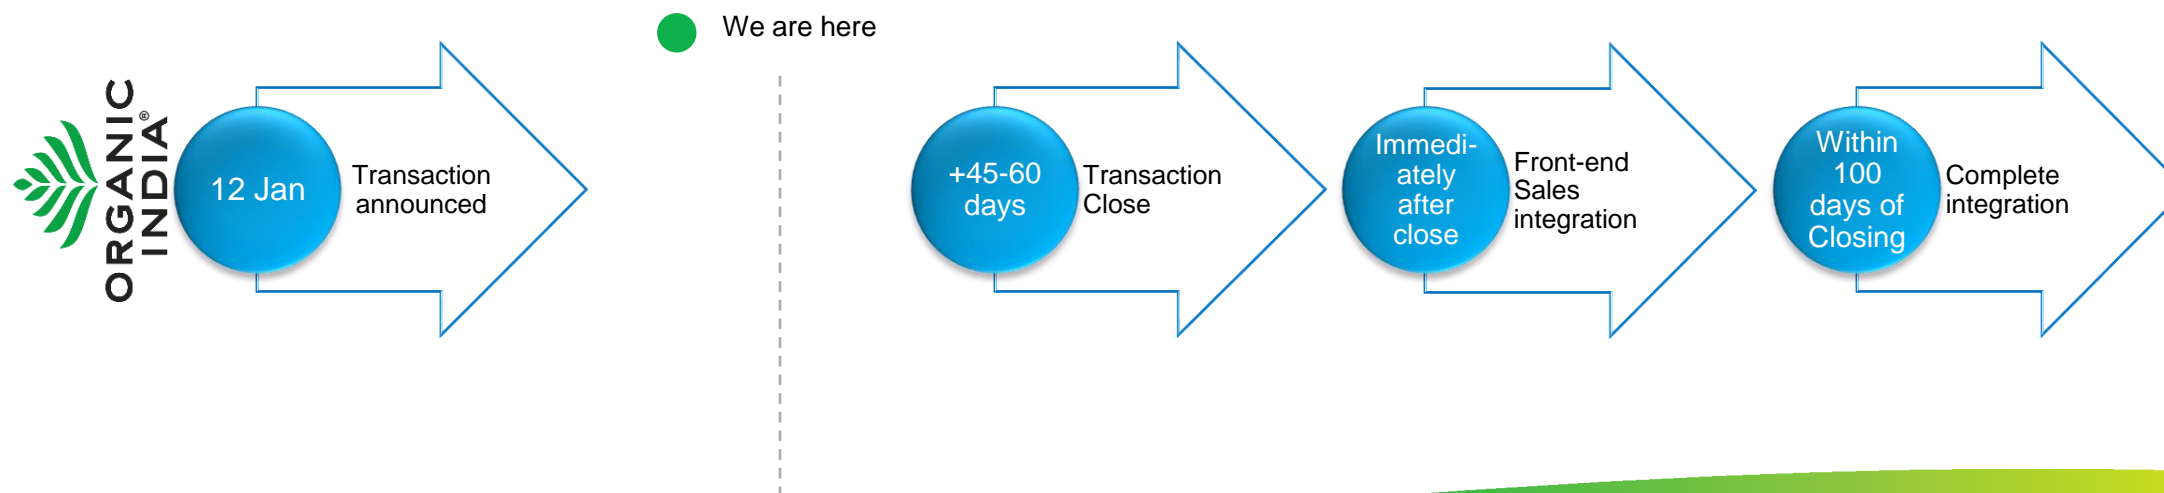 We are here
ORGANIC
INDIA®
12 Jan
Transaction
announced
+45-60
days
Transaction
Close
Immedi-
ately
after
close
Front-end
Sales
integration
Within
100
days of
Closing
Complete
integration